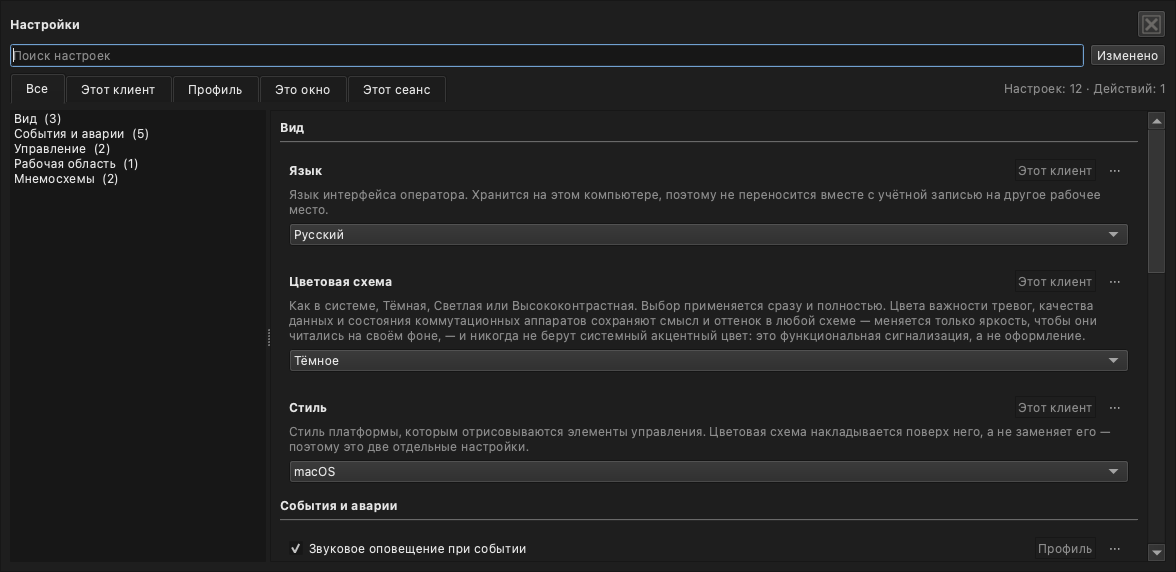 Настройки
Поиск настроек
Изменено
Все
Этот клиент
Профиль
Это окно
Этот сеанс
Настроек: 12 · Действий: 1
Вид (3)
События и аварии (5)
Управление (2)
Рабочая область (1)
Мнемосхемы (2)
Вид
Язык
Этот клиент
...
Язык интерфейса оператора. Хранится на этом компьютере, поэтому не переносится вместе с учётной записью на другое рабочее
место.
Русский
Цветовая схема
Этот клиент
...
Как в системе, Тёмная, Светлая или Высококонтрастная. Выбор применяется сразу и полностью. Цвета важности тревог, качества
данных и состояния коммутационных аппаратов сохраняют смысл и оттенок в любой схеме — меняется только яркость, чтобы они
читались на своём фоне, — и никогда не берут системный акцентный цвет: это функциональная сигнализация, а не оформление.
Тёмное
Стиль
Этот клиент
...
Стиль платформы, которым отрисовываются элементы управления. Цветовая схема накладывается поверх него, а не заменяет его —
поэтому это две отдельные настройки.
macOS
События и аварии
Звуковое оповещение при событии
Профиль
...